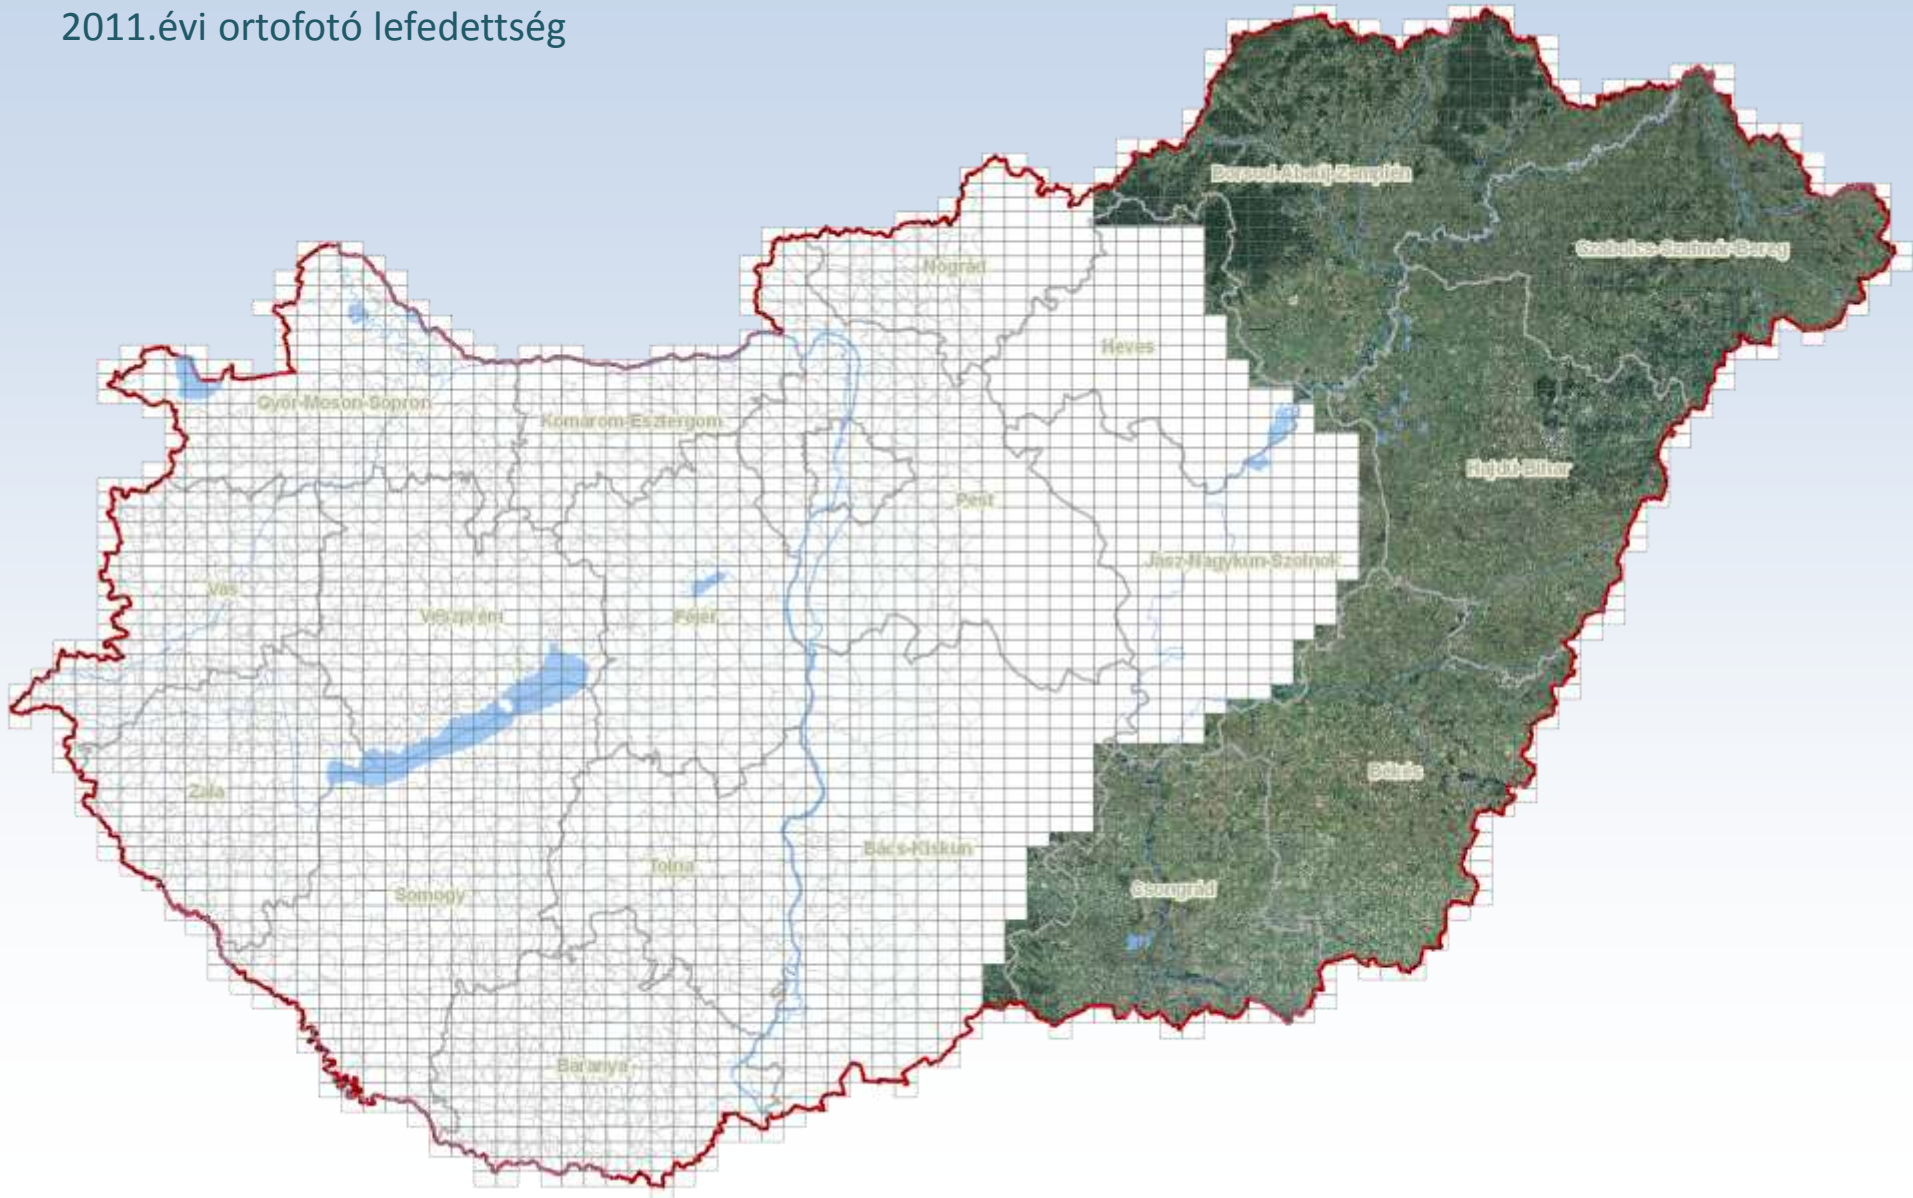 2011.évi ortofotó lefedettség
Borsod-Abaúj-Zemplén
Szabolcs-Szatmár-Bereg
Nógrád
Heves
Győr-Moson-Sopron
Komárom-Esztergom
Hajdú-Bihar
Pest
Jász-Nagykun-Szolnok
Vas
Veszprém
Fejér
Békés
Zala
Bács-Kiskun
Tolna
Csongrád
Somogy
Baranya